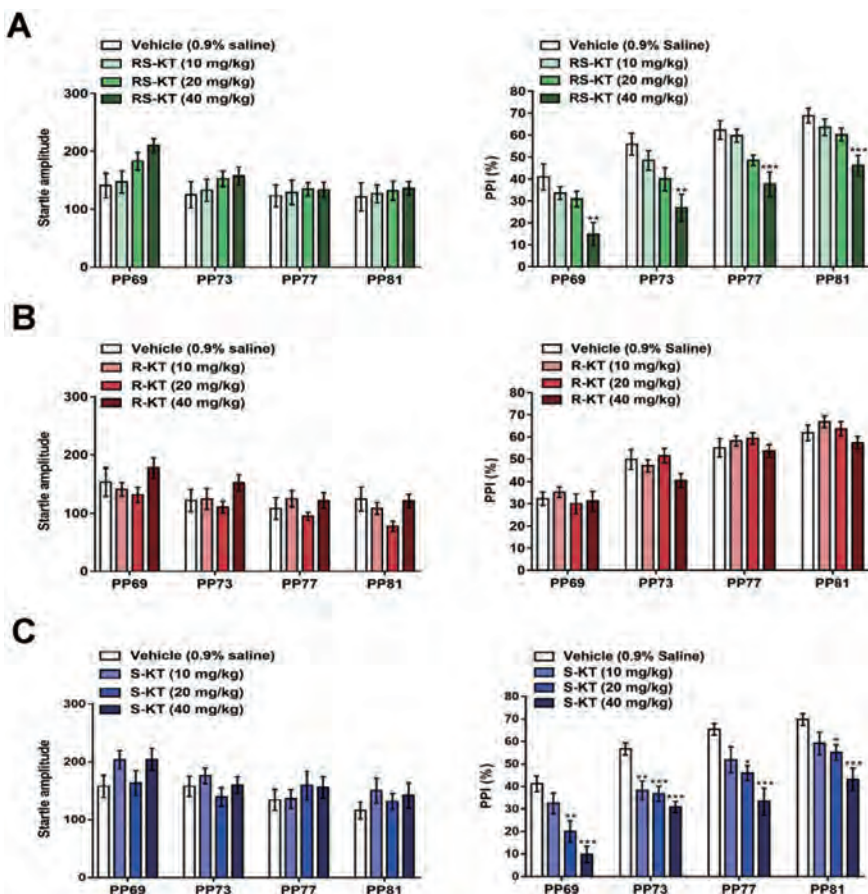 A
Vehicle (0.9% saline)
RS-KT (10 mg/kg)
RS-KT (20 mg/kg)
RS-KT (40 mg/kg)
Startle amplitude
300
200
100
0
PP69 PP73 PP77 PP81
Vehicle (0.9% Saline)
RS-KT (10 mg/kg)
RS-KT (20 mg/kg)
RS-KT (40 mg/kg)
PPI (%)
80
70
60
50
40
30
20
10
0
** ** *** ***
PP69 PP73 PP77 PP81
B
Vehicle (0.9% saline)
R-KT (10 mg/kg)
R-KT (20 mg/kg)
R-KT (40 mg/kg)
Startle amplitude
300
200
100
0
PP69 PP73 PP77 PP81
Vehicle (0.9% Saline)
R-KT (10 mg/kg)
R-KT (20 mg/kg)
R-KT (40 mg/kg)
PPI (%)
80
70
60
50
40
30
20
10
0
PP69 PP73 PP77 PP81
C
Vehicle (0.9% saline)
S-KT (10 mg/kg)
S-KT (20 mg/kg)
S-KT (40 mg/kg)
Startle amplitude
300
200
100
0
PP69 PP73 PP77 PP81
Vehicle (0.9% Saline)
S-KT (10 mg/kg)
S-KT (20 mg/kg)
S-KT (40 mg/kg)
PPI (%)
80
70
60
50
40
30
20
10
0
** *** ** *** *** * *** * ***
PP69 PP73 PP77 PP81